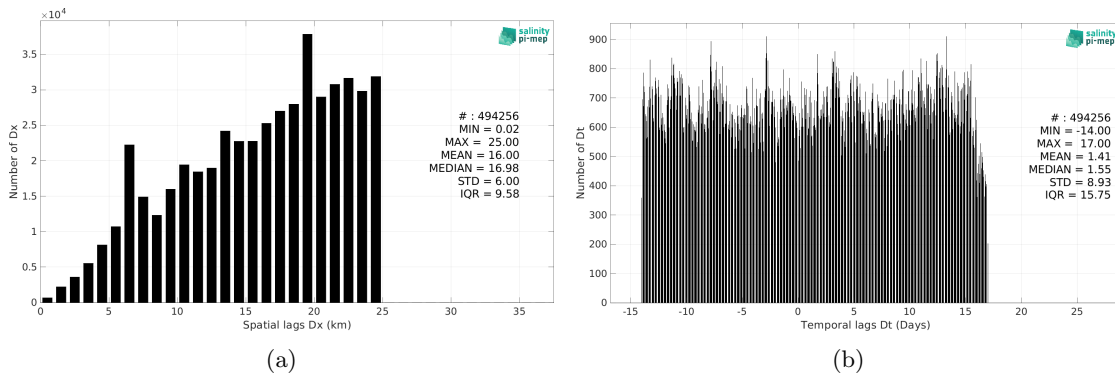 ×10⁴
4
3.5
3
2.5
2
1.5
1
0.5
0
Number of Dx
0 5 10 15 20 25 30 35
Spatial lags Dx (km)
salinity
pi-mep
# : 494256
MIN = 0.02
MAX = 25.00
MEAN = 16.00
MEDIAN = 16.98
STD = 6.00
IQR = 9.58
(a)
900
800
700
600
500
400
300
200
100
0
Number of Dt
-15 -10 -5 0 5 10 15 20 25
Temporal lags Dt (Days)
salinity
pi-mep
# : 494256
MIN = -14.00
MAX = 17.00
MEAN = 1.41
MEDIAN = 1.55
STD = 8.93
IQR = 15.75
(b)